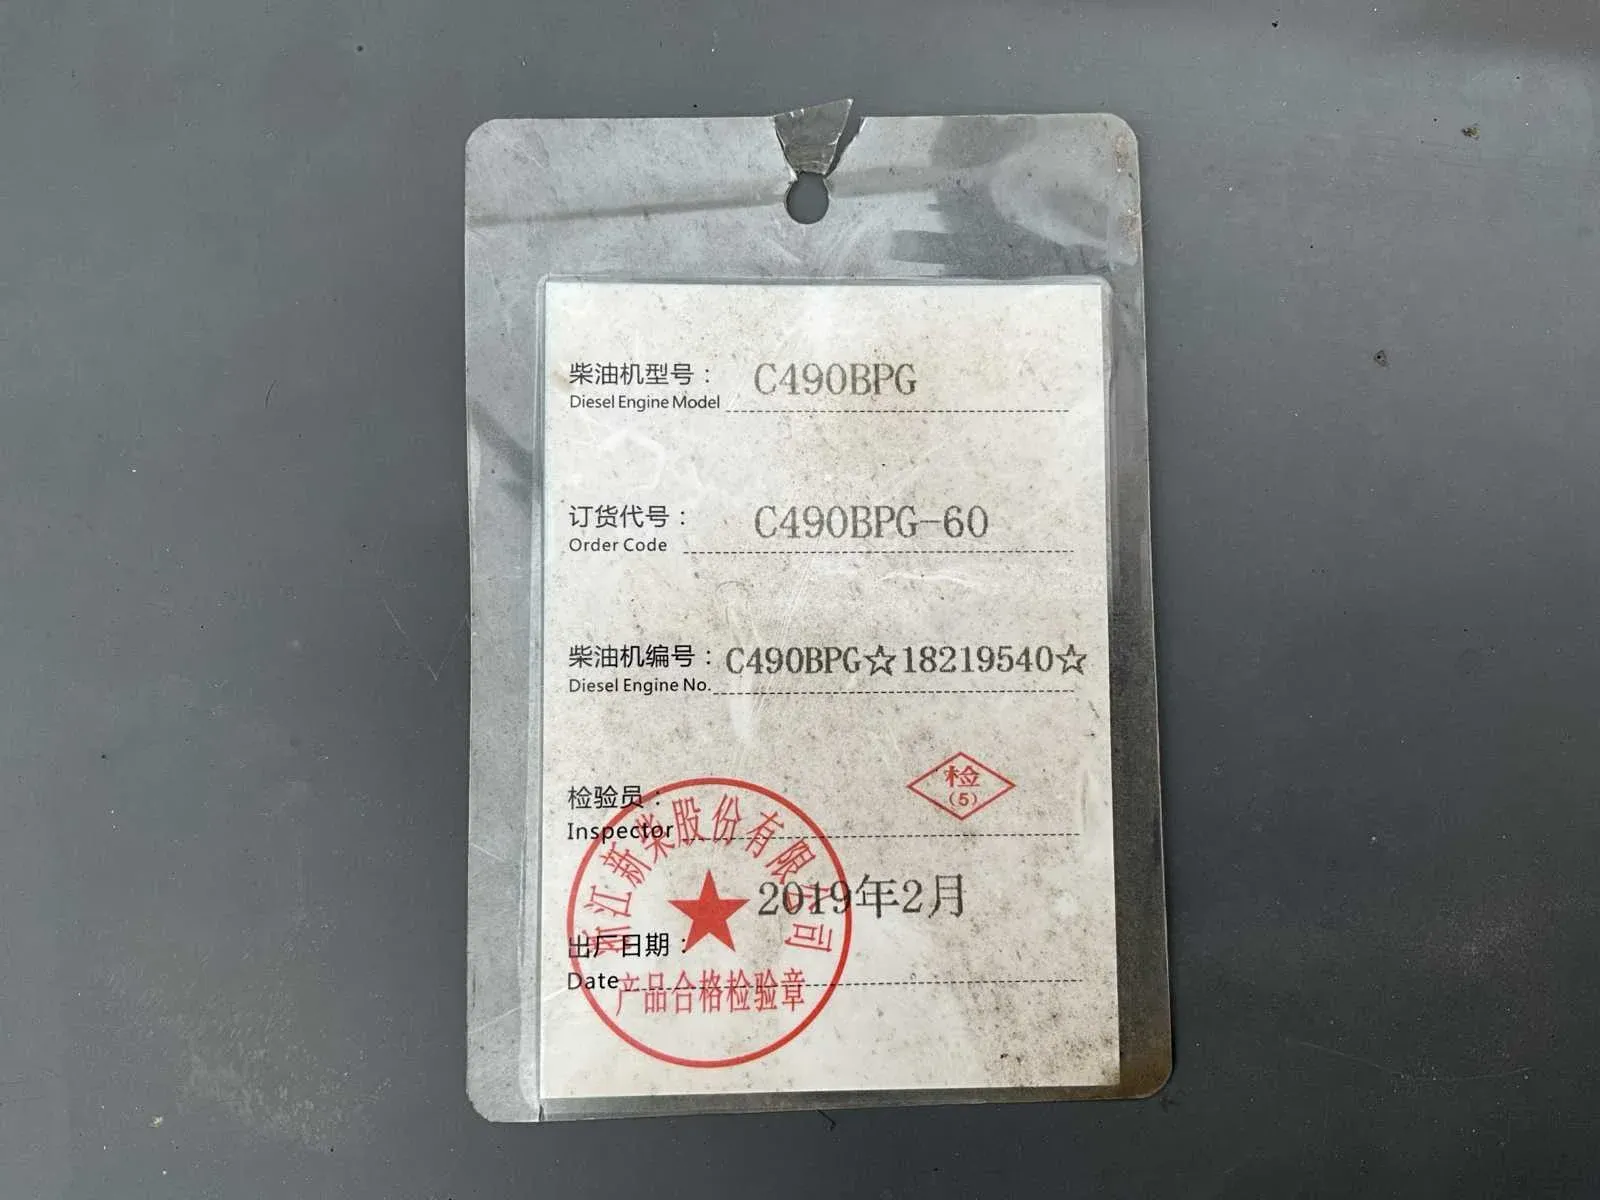 柴油机型号： C490BPG
Diesel Engine Model
订货代号： C490BPG-60
Order Code
柴油机编号： C490BPG☆18219540☆
Diesel Engine No.
检
(5)
检验员：
Inspector
浙江新柴股份有限公司
2019年2月
出厂日期：
Date
产品合格检验章